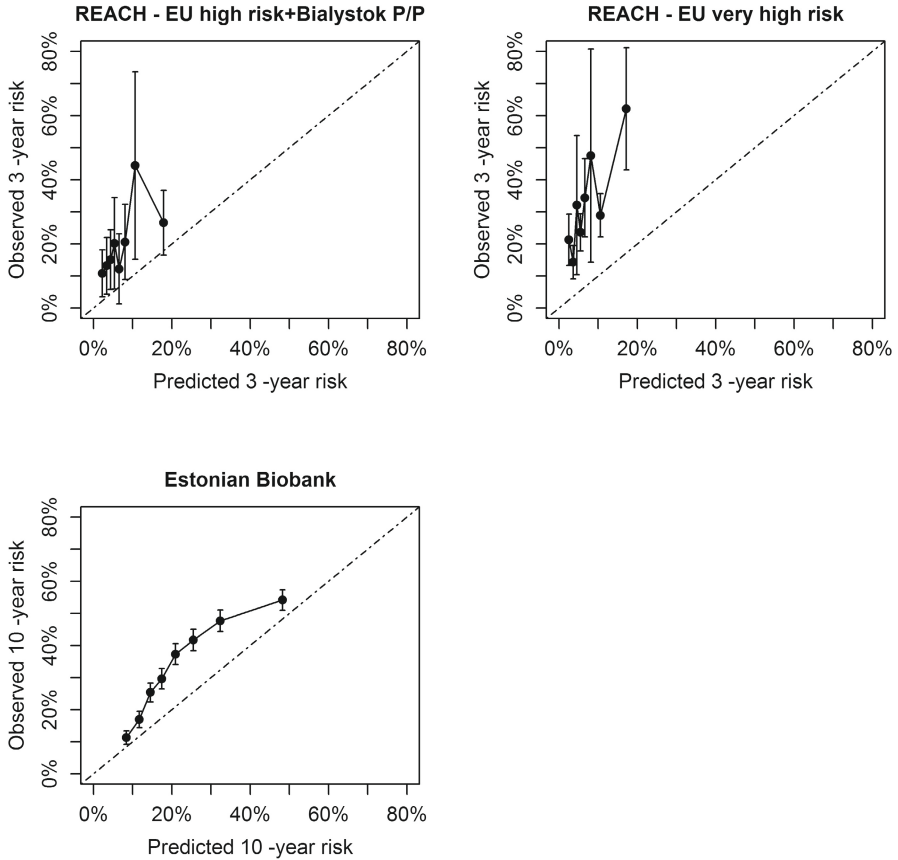 REACH - EU high risk+Bialystok P/P
80%
60%
40%
20%
0%
Observed 3 -year risk
0% 20% 40% 60% 80%
Predicted 3 -year risk
REACH - EU very high risk
80%
60%
40%
20%
0%
Observed 3 -year risk
0% 20% 40% 60% 80%
Predicted 3 -year risk
Estonian Biobank
80%
60%
40%
20%
0%
Observed 10 -year risk
0% 20% 40% 60% 80%
Predicted 10 -year risk